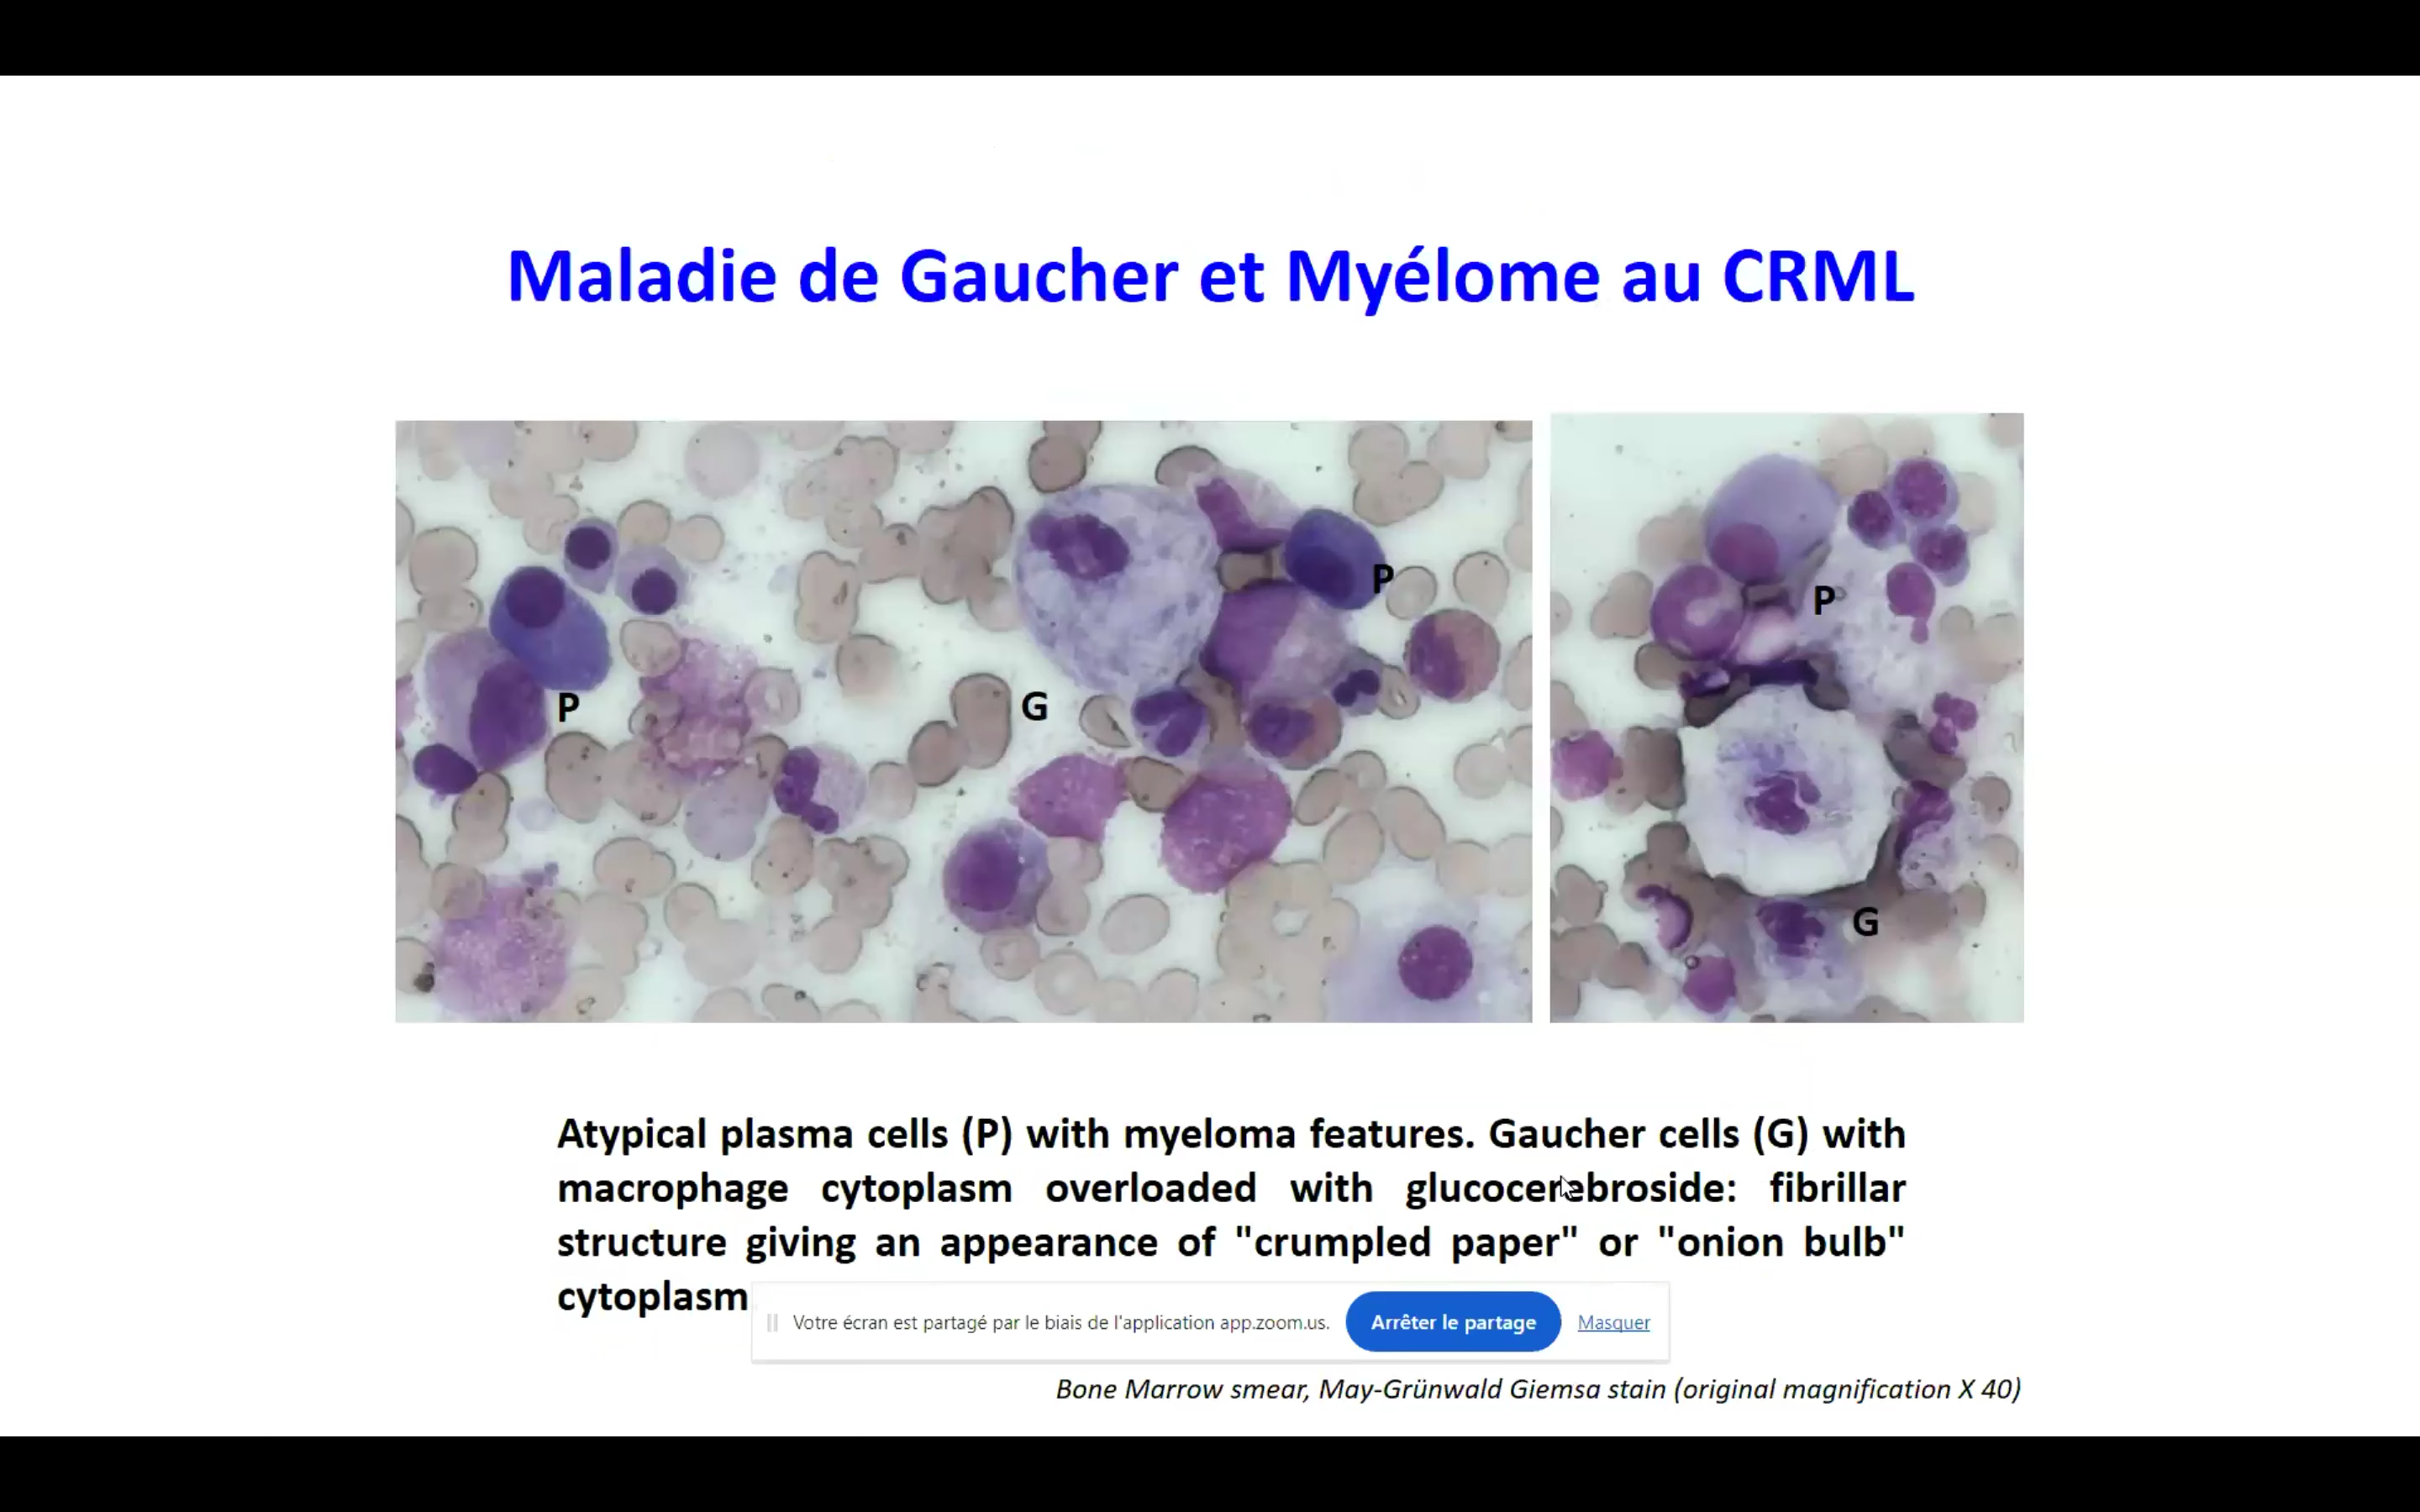 Maladie de Gaucher et Myélome au CRML
P
P
G
P
G
Atypical plasma cells (P) with myeloma features. Gaucher cells (G) with
macrophage cytoplasm overloaded with glucocerebroside: fibrillar
structure giving an appearance of "crumpled paper" or "onion bulb"
cytoplasm
Votre écran est partagé par le biais de l'application app.zoom.us. Arrêter le partage Masquer
Bone Marrow smear, May-Grünwald Giemsa stain (original magnification X 40)